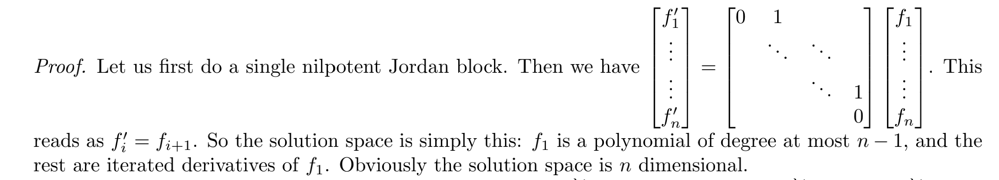 Proof. Let us first do a single nilpotent Jordan block. Then we have $\begin{bmatrix} f_1' \\ \vdots \\ \vdots \\ f_n' \end{bmatrix} = \begin{bmatrix} 0 & 1 & & \\ & \ddots & \ddots & \\ & & \ddots & 1 \\ & & & 0 \end{bmatrix} \begin{bmatrix} f_1 \\ \vdots \\ \vdots \\ f_n \end{bmatrix}$. This
reads as $f_i' = f_{i+1}$. So the solution space is simply this: $f_1$ is a polynomial of degree at most $n - 1$, and the
rest are iterated derivatives of $f_1$. Obviously the solution space is $n$ dimensional.